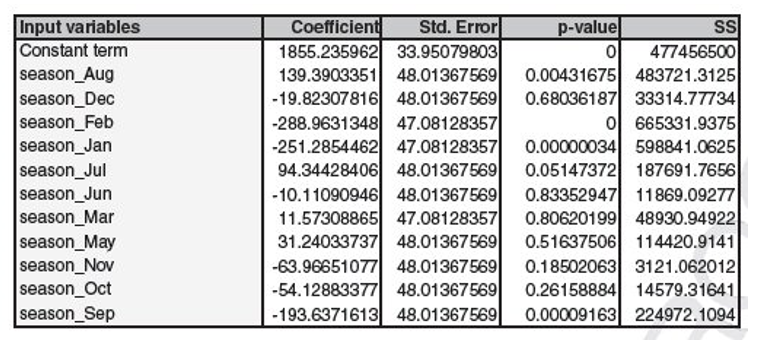 Input variables Coefficient Std. Error p-value SS
Constant term 1855.235962 33.95079803 0 477456500
season_Aug 139.3903351 48.01367569 0.00431675 483721.3125
season_Dec -19.82307816 48.01367569 0.68036187 33314.77734
season_Feb -288.9631348 47.08128357 0 665331.9375
season_Jan -251.2854462 47.08128357 0.00000034 598841.0625
season_Jul 94.34428406 48.01367569 0.05147372 187691.7656
season_Jun -10.11090946 48.01367569 0.83352947 11869.09277
season_Mar 11.57308865 47.08128357 0.80620199 48930.94922
season_May 31.24033737 48.01367569 0.51637506 114420.9141
season_Nov -63.96651077 48.01367569 0.18502063 3121.062012
season_Oct -54.12883377 48.01367569 0.26158884 14579.31641
season_Sep -193.6371613 48.01367569 0.00009163 224972.1094